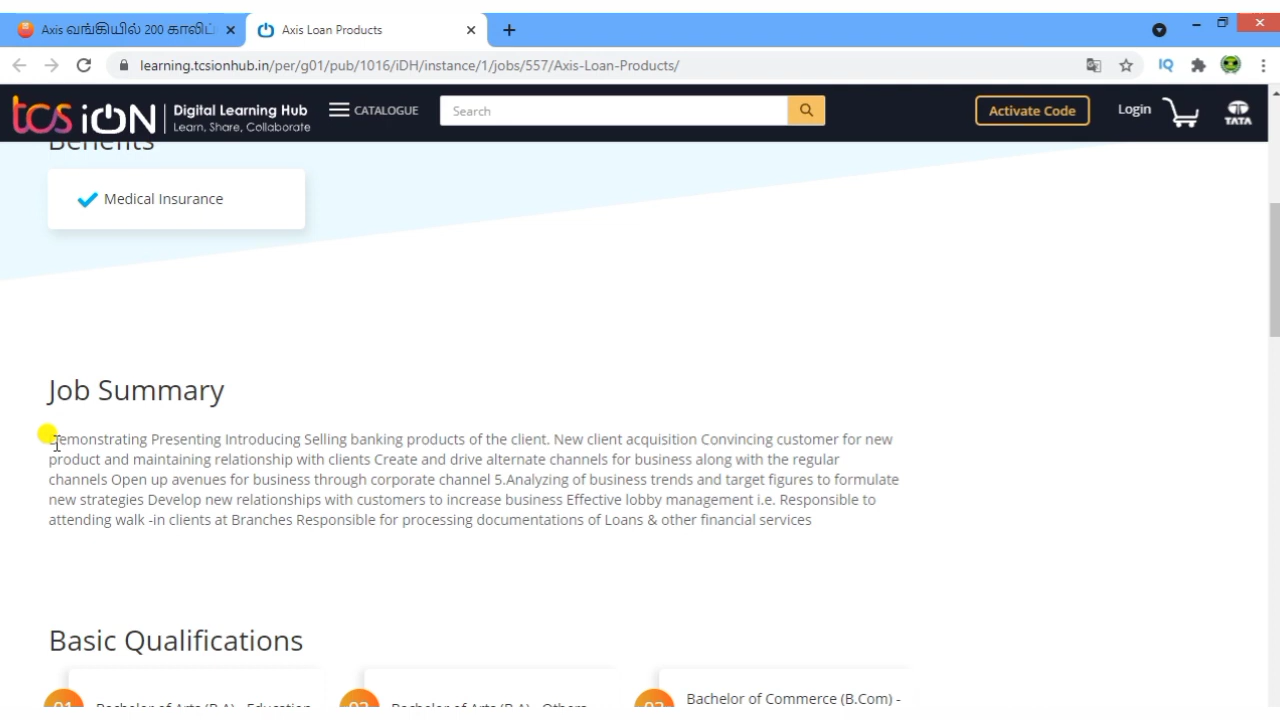 Axis வங்கியில் 200 காலிப்
Axis Loan Products
learning.tcsionhub.in/per/g01/pub/1016/iDH/instance/1/jobs/557/Axis-Loan-Products/
IQ
tcs iON
Digital Learning Hub
Learn, Share, Collaborate
CATALOGUE
Search
Activate Code
Login
TATA
Benefits
Medical Insurance
Job Summary
Demonstrating Presenting Introducing Selling banking products of the client. New client acquisition Convincing customer for new
product and maintaining relationship with clients Create and drive alternate channels for business along with the regular
channels Open up avenues for business through corporate channel 5.Analyzing of business trends and target figures to formulate
new strategies Develop new relationships with customers to increase business Effective lobby management i.e. Responsible to
attending walk -in clients at Branches Responsible for processing documentations of Loans & other financial services
Basic Qualifications
01
Bachelor of Arts (B.A) - Education
02
Bachelor of Arts (B.A) - Others
03
Bachelor of Commerce (B.Com) -